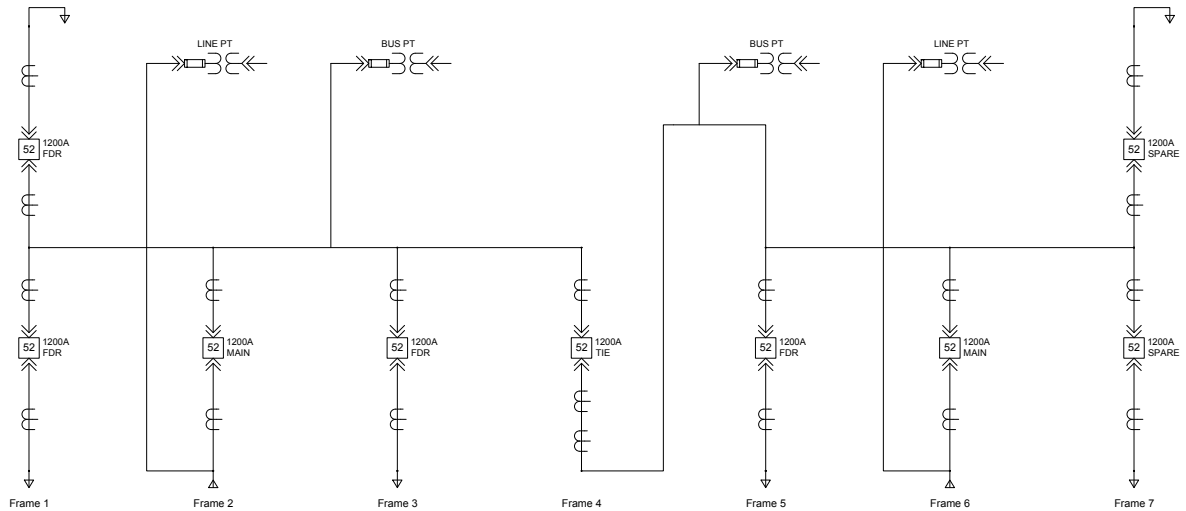 LINE PT
BUS PT
BUS PT
LINE PT
52
1200A
FDR
52
1200A
SPARE
52
1200A
FDR
52
1200A
MAIN
52
1200A
FDR
52
1200A
TIE
52
1200A
FDR
52
1200A
MAIN
52
1200A
SPARE
Frame 1
Frame 2
Frame 3
Frame 4
Frame 5
Frame 6
Frame 7